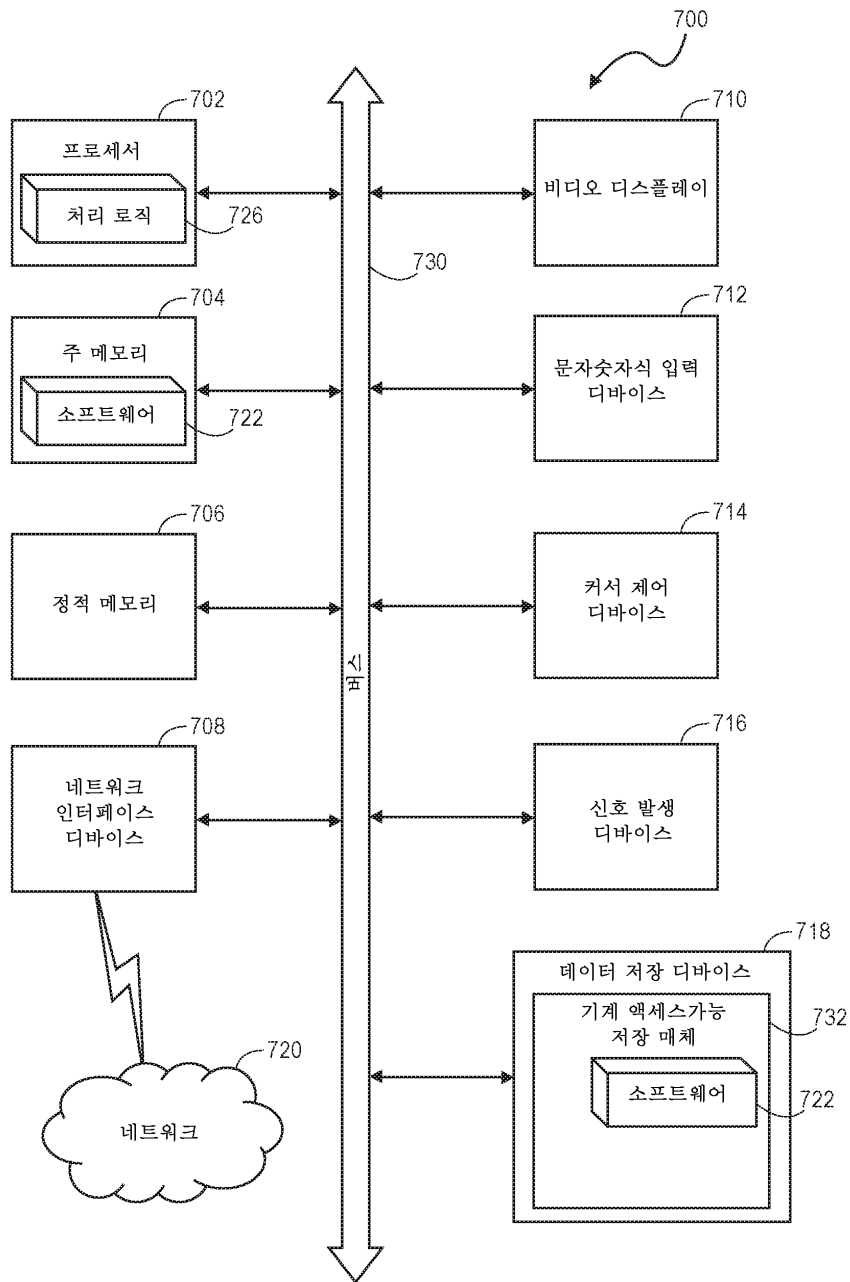 700
702
프로세서
처리 로직
726
704
주 메모리
소프트웨어
722
706
정적 메모리
708
네트워크
인터페이스
디바이스
720
네트워크
730
버스
710
비디오 디스플레이
712
문자숫자식 입력
디바이스
714
커서 제어
디바이스
716
신호 발생
디바이스
718
데이터 저장 디바이스
기계 액세스가능
저장 매체
732
소프트웨어
722